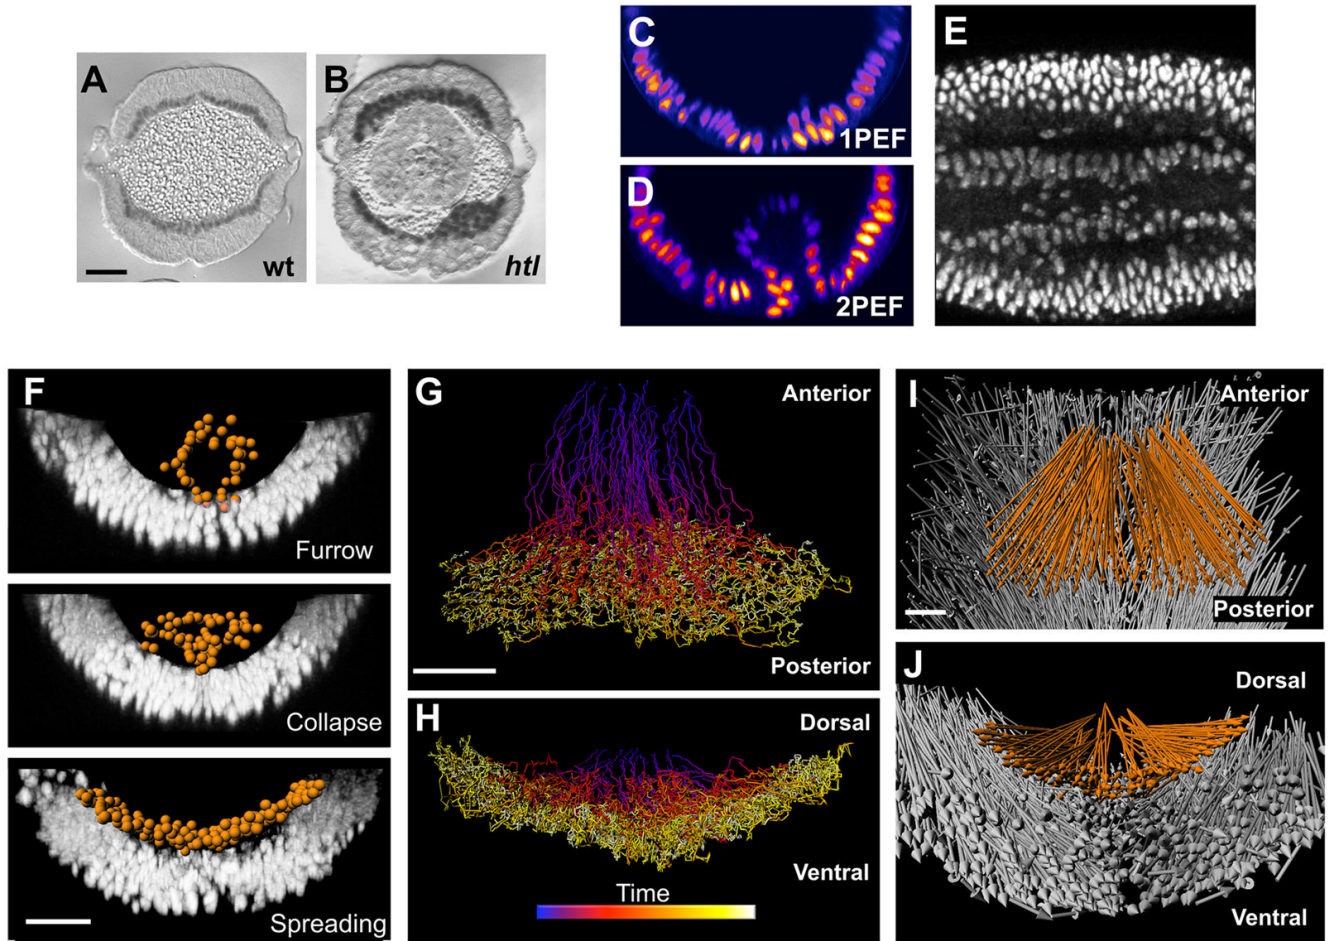 A
wt
B
htl
C
1PEF
D
2PEF
E
F
Furrow
Collapse
Spreading
G
Anterior
Posterior
H
Dorsal
Ventral
Time
I
Anterior
Posterior
J
Dorsal
Ventral